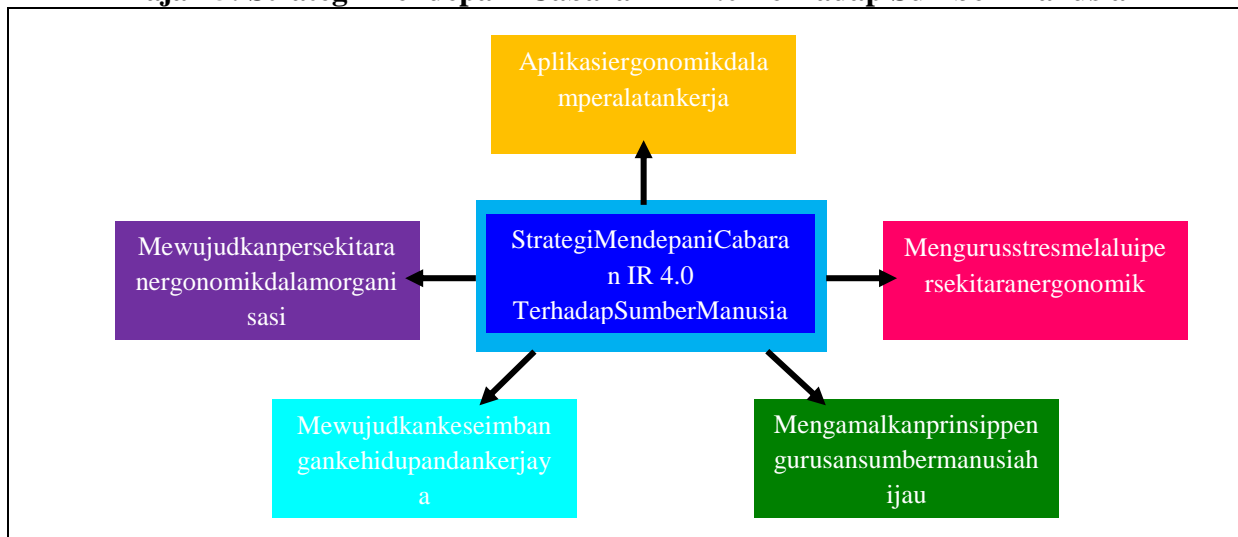 Aplikasiergonomikdala
mperalatankerja
Mewujudkanpersekitara
nergonomikdalamorgani
sasi
StrategiMendepaniCabara
n IR 4.0
TerhadapSumberManusia
Mengurusstresmelaluipe
rsekitaranergonomik
Mewujudkankeseimban
gankehidupandankerjay
a
Mengamalkanprinsippen
gurusansumbermanusiah
ijau